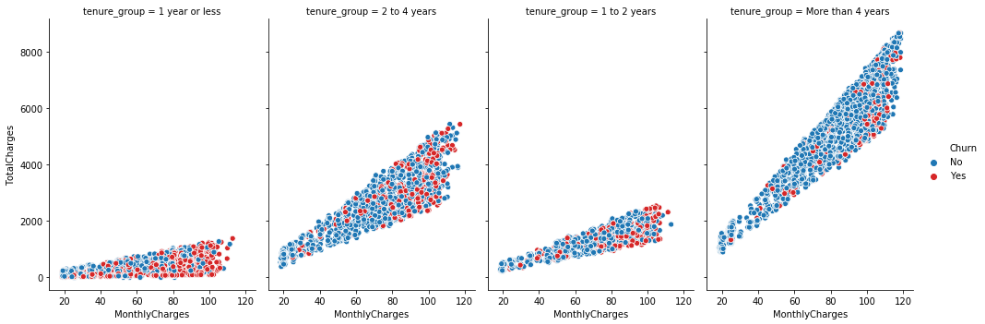 tenure_group = 1 year or less
tenure_group = 2 to 4 years
tenure_group = 1 to 2 years
tenure_group = More than 4 years
8000
6000
4000
2000
0
TotalCharges
20 40 60 80 100 120
20 40 60 80 100 120
20 40 60 80 100 120
20 40 60 80 100 120
MonthlyCharges
MonthlyCharges
MonthlyCharges
MonthlyCharges
Churn
No
Yes